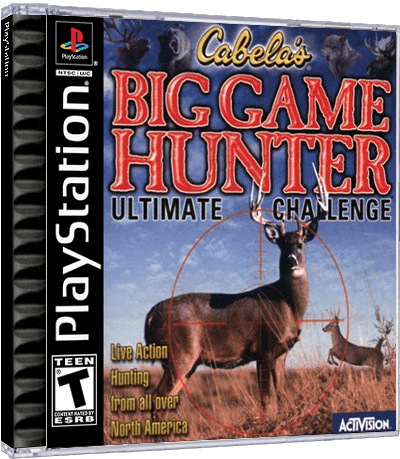 PlayStation
PlayStation
NTSC U/C
PlayStation
Cabela's
BIG GAME
HUNTER
ULTIMATE CHALLENGE
Live Action
Hunting
from all over
North America
TEEN
T
CONTENT RATED BY
ESRB
ACTIVISION